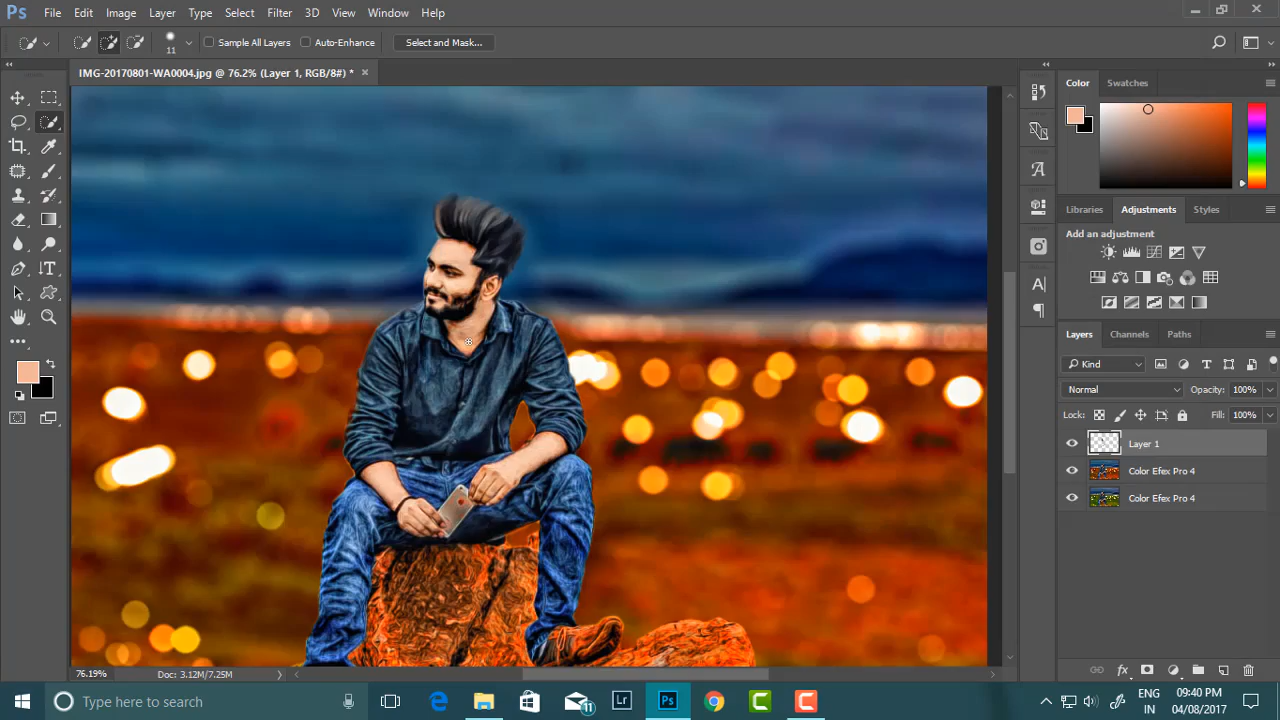 Ps File Edit Image Layer Type Select Filter 3D View Window Help
11 Sample All Layers Auto-Enhance Select and Mask...
IMG-20170801-WA0004.jpg @ 76.2% (Layer 1, RGB/8#) *
Color Swatches
Libraries Adjustments Styles
Add an adjustment
Layers Channels Paths
Kind
Normal Opacity: 100%
Lock: Fill: 100%
Layer 1
Color Efex Pro 4
Color Efex Pro 4
76.19% Doc: 3.12M/7.25M
Type here to search
11
Lr
Ps
ENG
IN
09:40 PM
04/08/2017